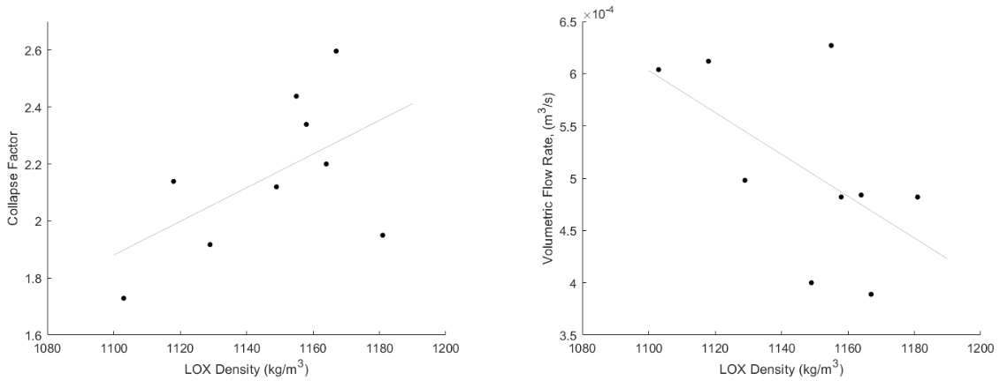 2.6
2.4
2.2
2
1.8
1.6
Collapse Factor
1080 1100 1120 1140 1160 1180 1200
LOX Density (kg/m³)
×10⁻⁴
6.5
6
5.5
5
4.5
4
3.5
Volumetric Flow Rate, (m³/s)
1080 1100 1120 1140 1160 1180 1200
LOX Density (kg/m³)